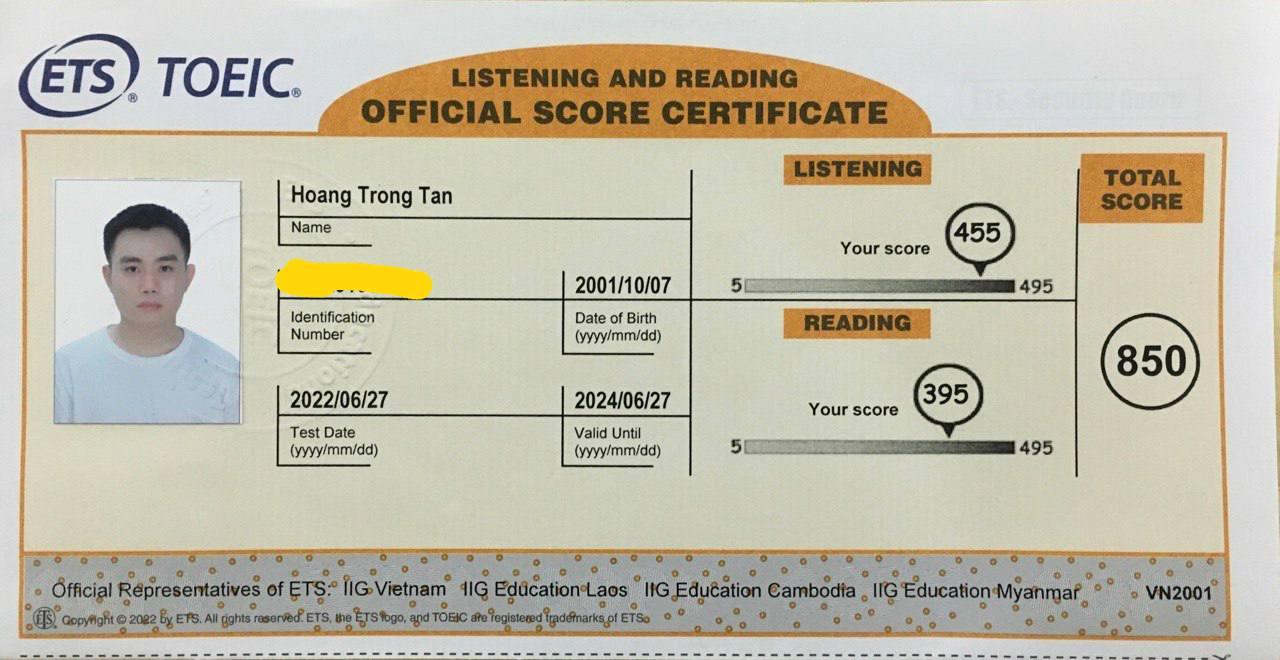 ETS® TOEIC®
LISTENING AND READING
OFFICIAL SCORE CERTIFICATE
Hoang Trong Tan
Name
Identification
Number
2001/10/07
Date of Birth
(yyyy/mm/dd)
2022/06/27
Test Date
(yyyy/mm/dd)
2024/06/27
Valid Until
(yyyy/mm/dd)
LISTENING
Your score
455
5
495
READING
Your score
395
5
495
TOTAL
SCORE
850
Official Representatives of ETS: IIG Vietnam IIG Education Laos IIG Education Cambodia IIG Education Myanmar VN2001
ETS Copyright © 2022 by ETS. All rights reserved. ETS, the ETS logo, and TOEIC are registered trademarks of ETS.